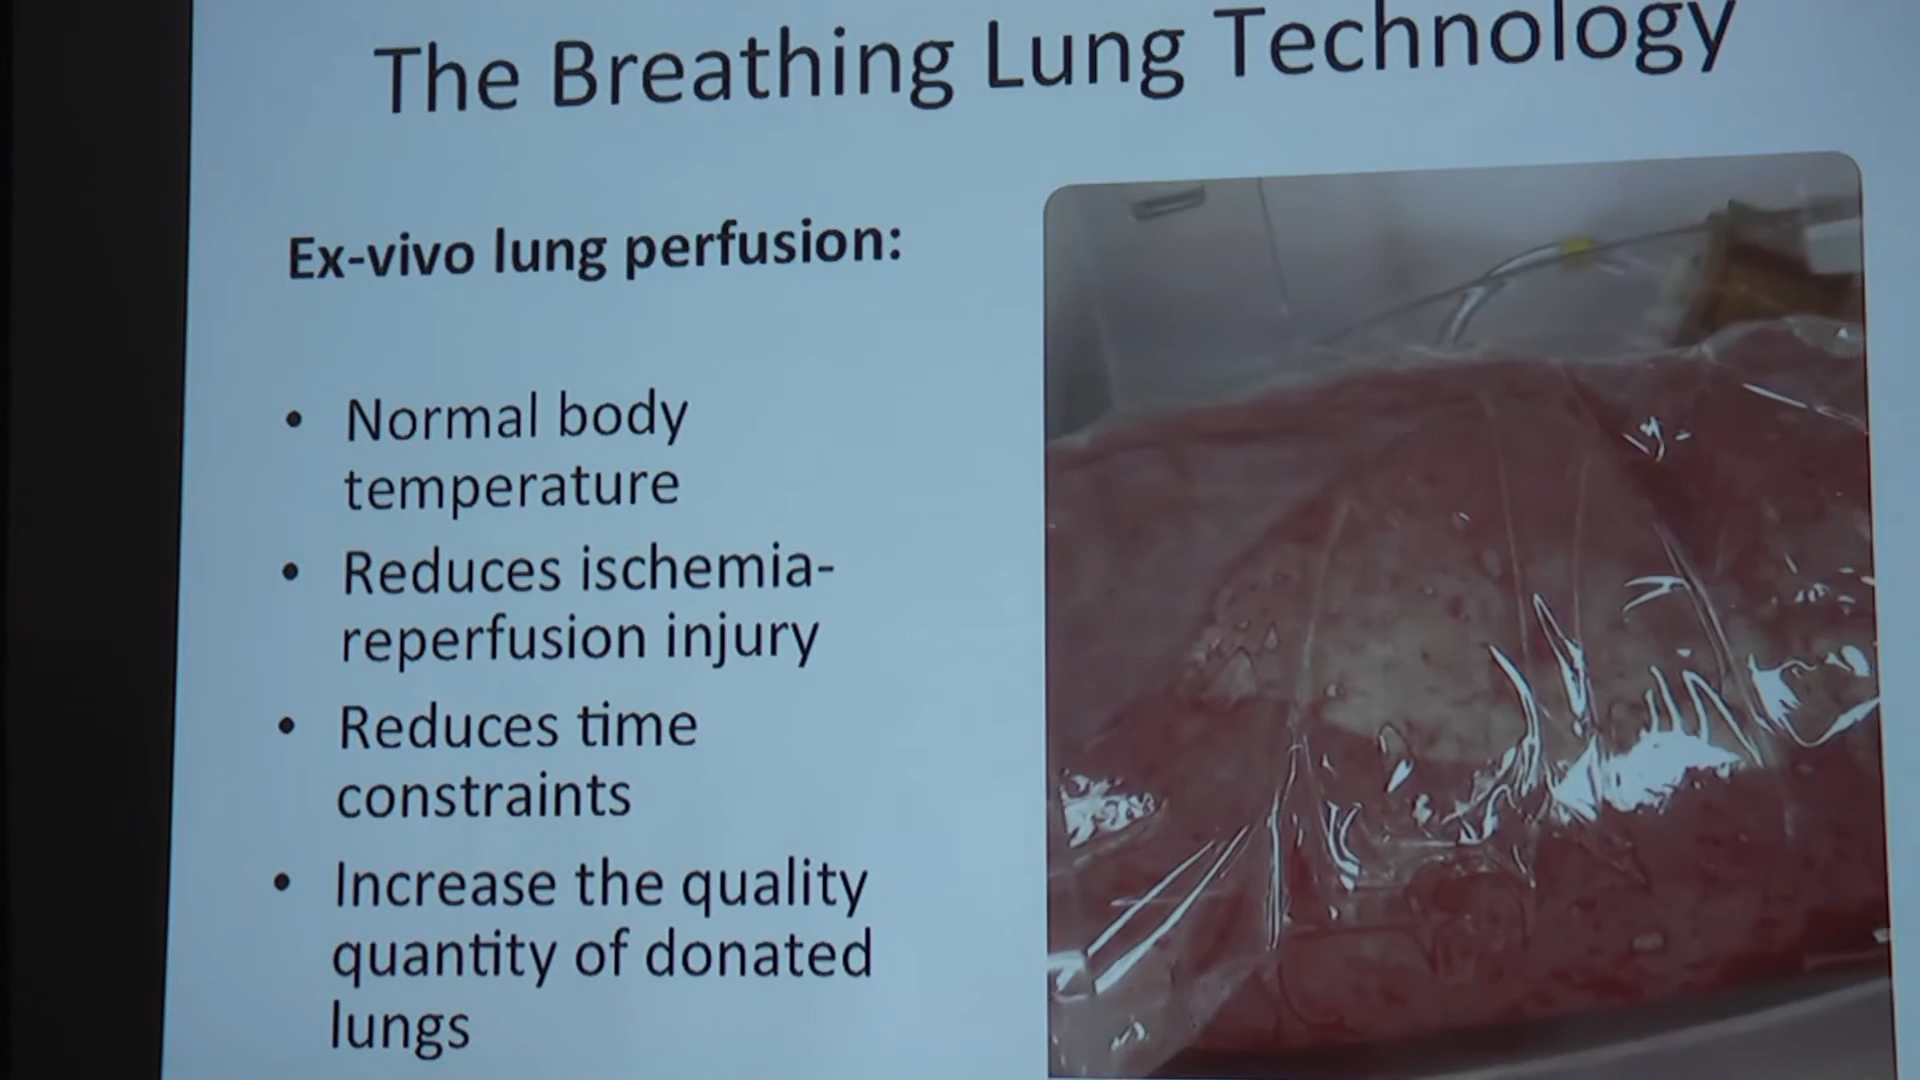 The Breathing Lung Technology
Ex-vivo lung perfusion:
• Normal body
temperature
• Reduces ischemia-
reperfusion injury
• Reduces time
constraints
• Increase the quality
quantity of donated
lungs